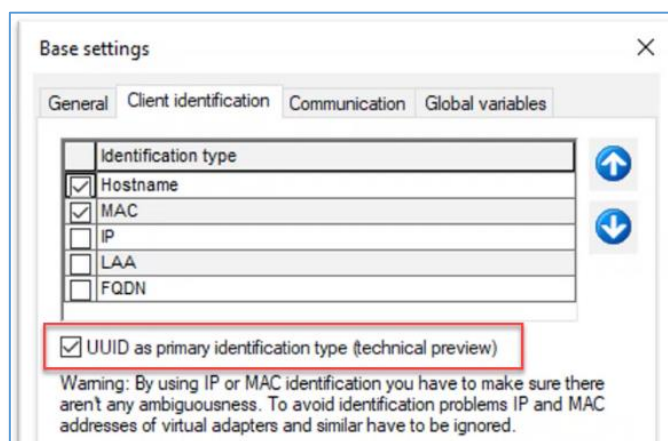 Base settings
General Client identification Communication Global variables
Identification type
Hostname
MAC
IP
LAA
FQDN
UUID as primary identification type (technical preview)
Warning: By using IP or MAC identification you have to make sure there
aren't any ambiguousness. To avoid identification problems IP and MAC
addresses of virtual adapters and similar have to be ignored.